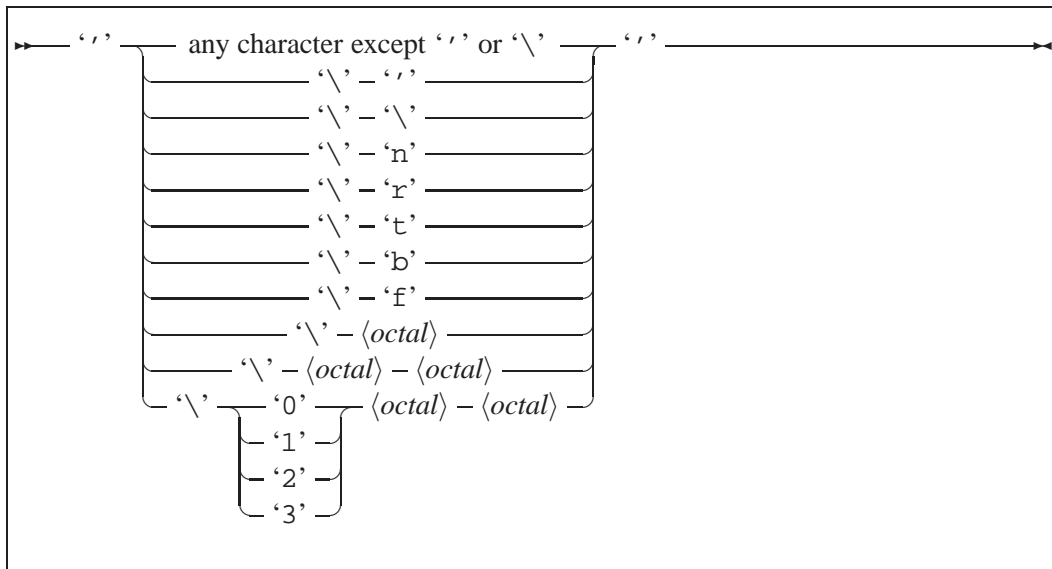 ‘'’ any character except ‘'’ or ‘\’ ‘'’
‘\’ ‘'’
‘\’ ‘\’
‘\’ ‘n’
‘\’ ‘r’
‘\’ ‘t’
‘\’ ‘b’
‘\’ ‘f’
‘\’ ⟨octal⟩
‘\’ ⟨octal⟩ ⟨octal⟩
‘\’ ‘0’ ⟨octal⟩ ⟨octal⟩
‘1’
‘2’
‘3’